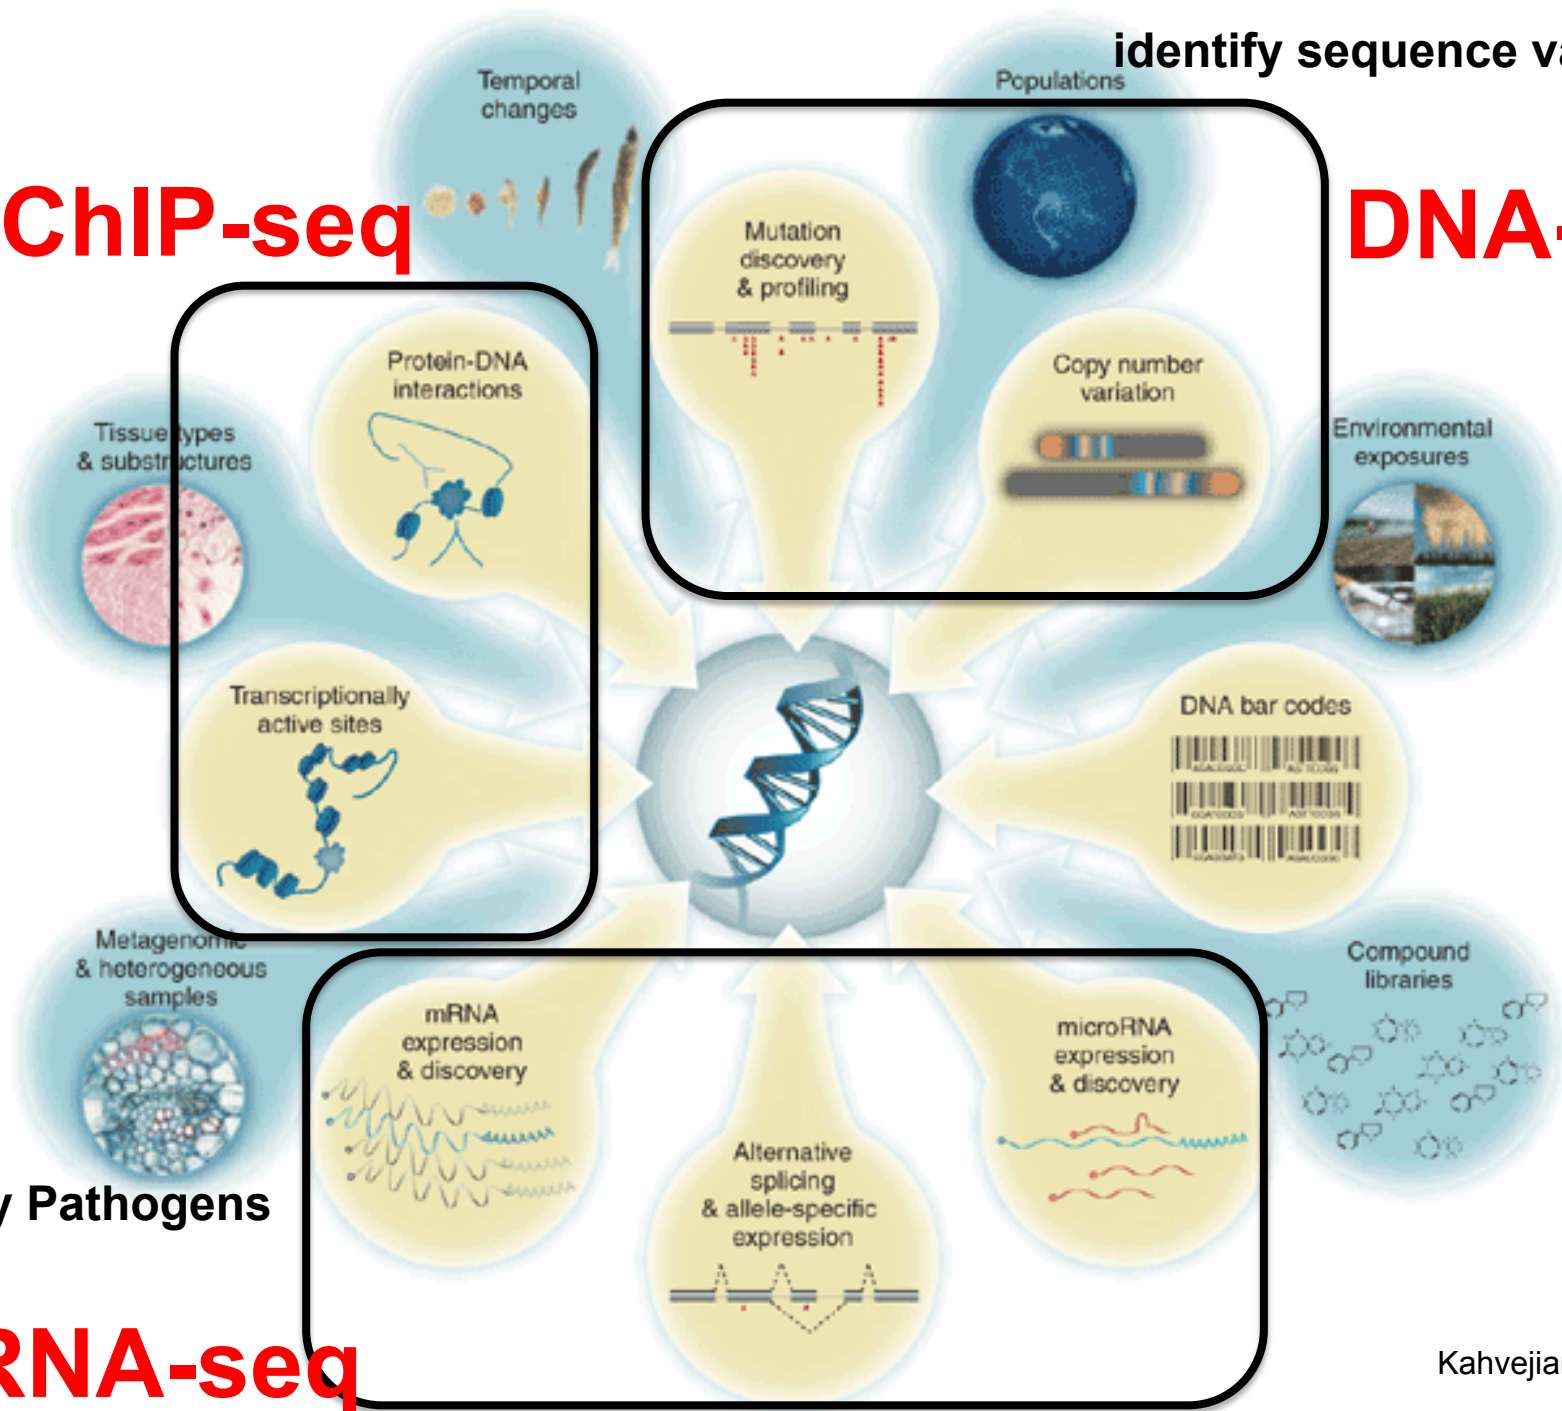 identify sequence va
Temporal
changes
Populations
ChIP-seq
DNA-
Mutation
discovery
& profiling
Protein-DNA
interactions
Copy number
variation
Tissue types
& substructures
Environmental
exposures
Transcriptionally
active sites
DNA bar codes
Metagenomic
& heterogeneous
samples
Compound
libraries
mRNA
expression
& discovery
microRNA
expression
& discovery
Alternative
splicing
& allele-specific
expression
y Pathogens
RNA-seq
Kahvejian